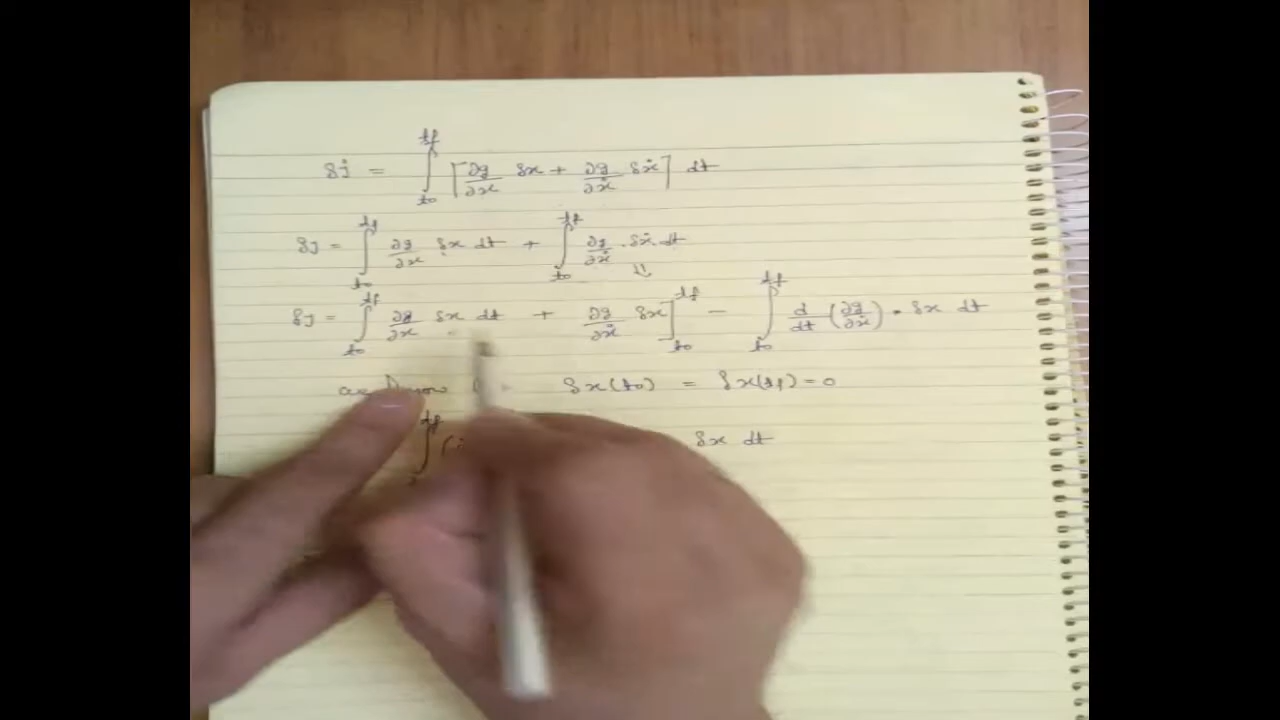 δJ = ∫_{t0}^{tf} [∂g/∂x δx + ∂g/∂ẋ δẋ] dt
δJ = ∫_{t0}^{tf} ∂g/∂x δx dt + ∫_{t0}^{tf} ∂g/∂ẋ . δẋ . dt
⇓
δJ = ∫_{t0}^{tf} ∂g/∂x δx dt + ∂g/∂ẋ δx]_{t0}^{tf} − ∫_{t0}^{tf} d/dt (∂g/∂ẋ) . δx dt
δx(t0) = δx(tf) = 0
∫^{tf} ( δx dt